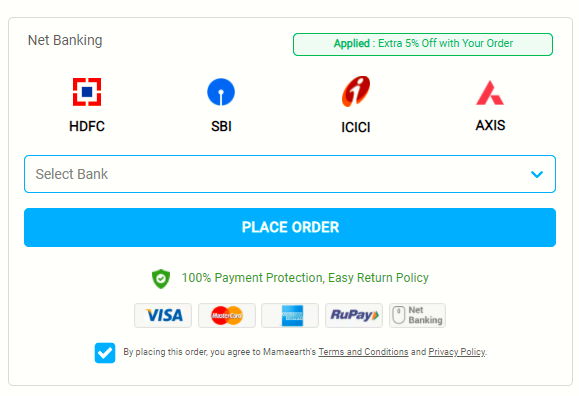 Net Banking
Applied : Extra 5% Off with Your Order
HDFC
SBI
ICICI
AXIS
Select Bank
PLACE ORDER
100% Payment Protection, Easy Return Policy
VISA
MasterCard
RuPay
Net
Banking
By placing this order, you agree to Mamaearth's Terms and Conditions and Privacy Policy.